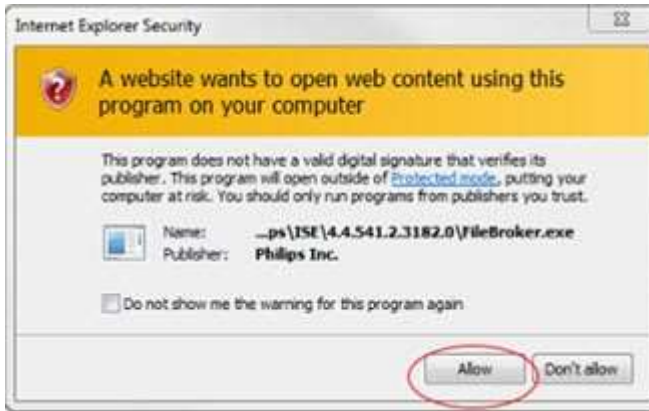 Internet Explorer Security
A website wants to open web content using this
program on your computer
This program does not have a valid digital signature that verifies its
publisher. This program will open outside of Protected mode, putting your
computer at risk. You should only run programs from publishers you trust.
Name: ...ps\ISE\4.4.541.2.3182.0\FileBroker.exe
Publisher: Philips Inc.
Do not show me the warning for this program again
Allow Don't allow